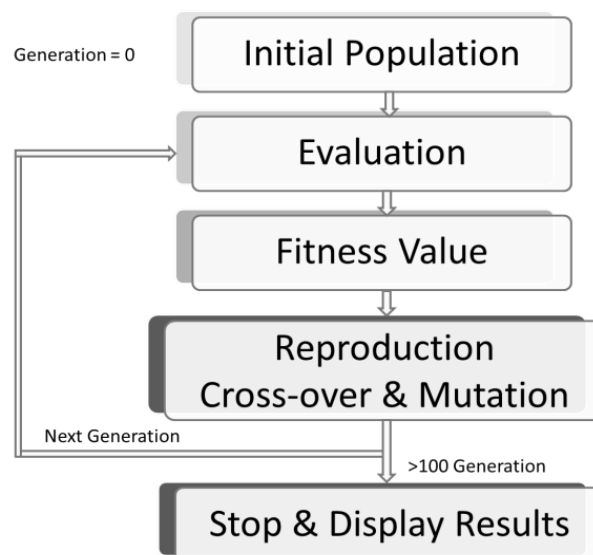 Generation = 0
Initial Population
Evaluation
Fitness Value
Reproduction
Cross-over & Mutation
Next Generation
>100 Generation
Stop & Display Results